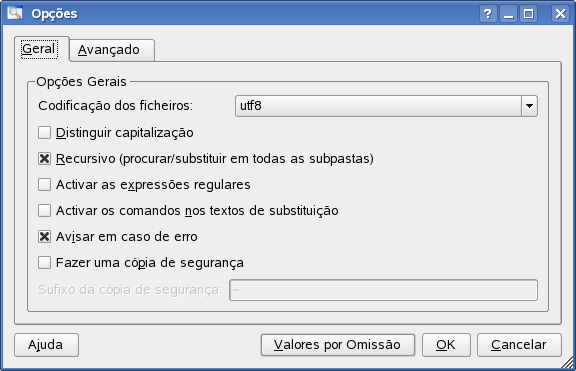 Opções
Geral
Avançado
Opções Gerais
Codificação dos ficheiros: utf8
Distinguir capitalização
Recursivo (procurar/substituir em todas as subpastas)
Activar as expressões regulares
Activar os comandos nos textos de substituição
Avisar em caso de erro
Fazer uma cópia de segurança
Sufixo da cópia de segurança: ~
Ajuda
Valores por Omissão
OK
Cancelar